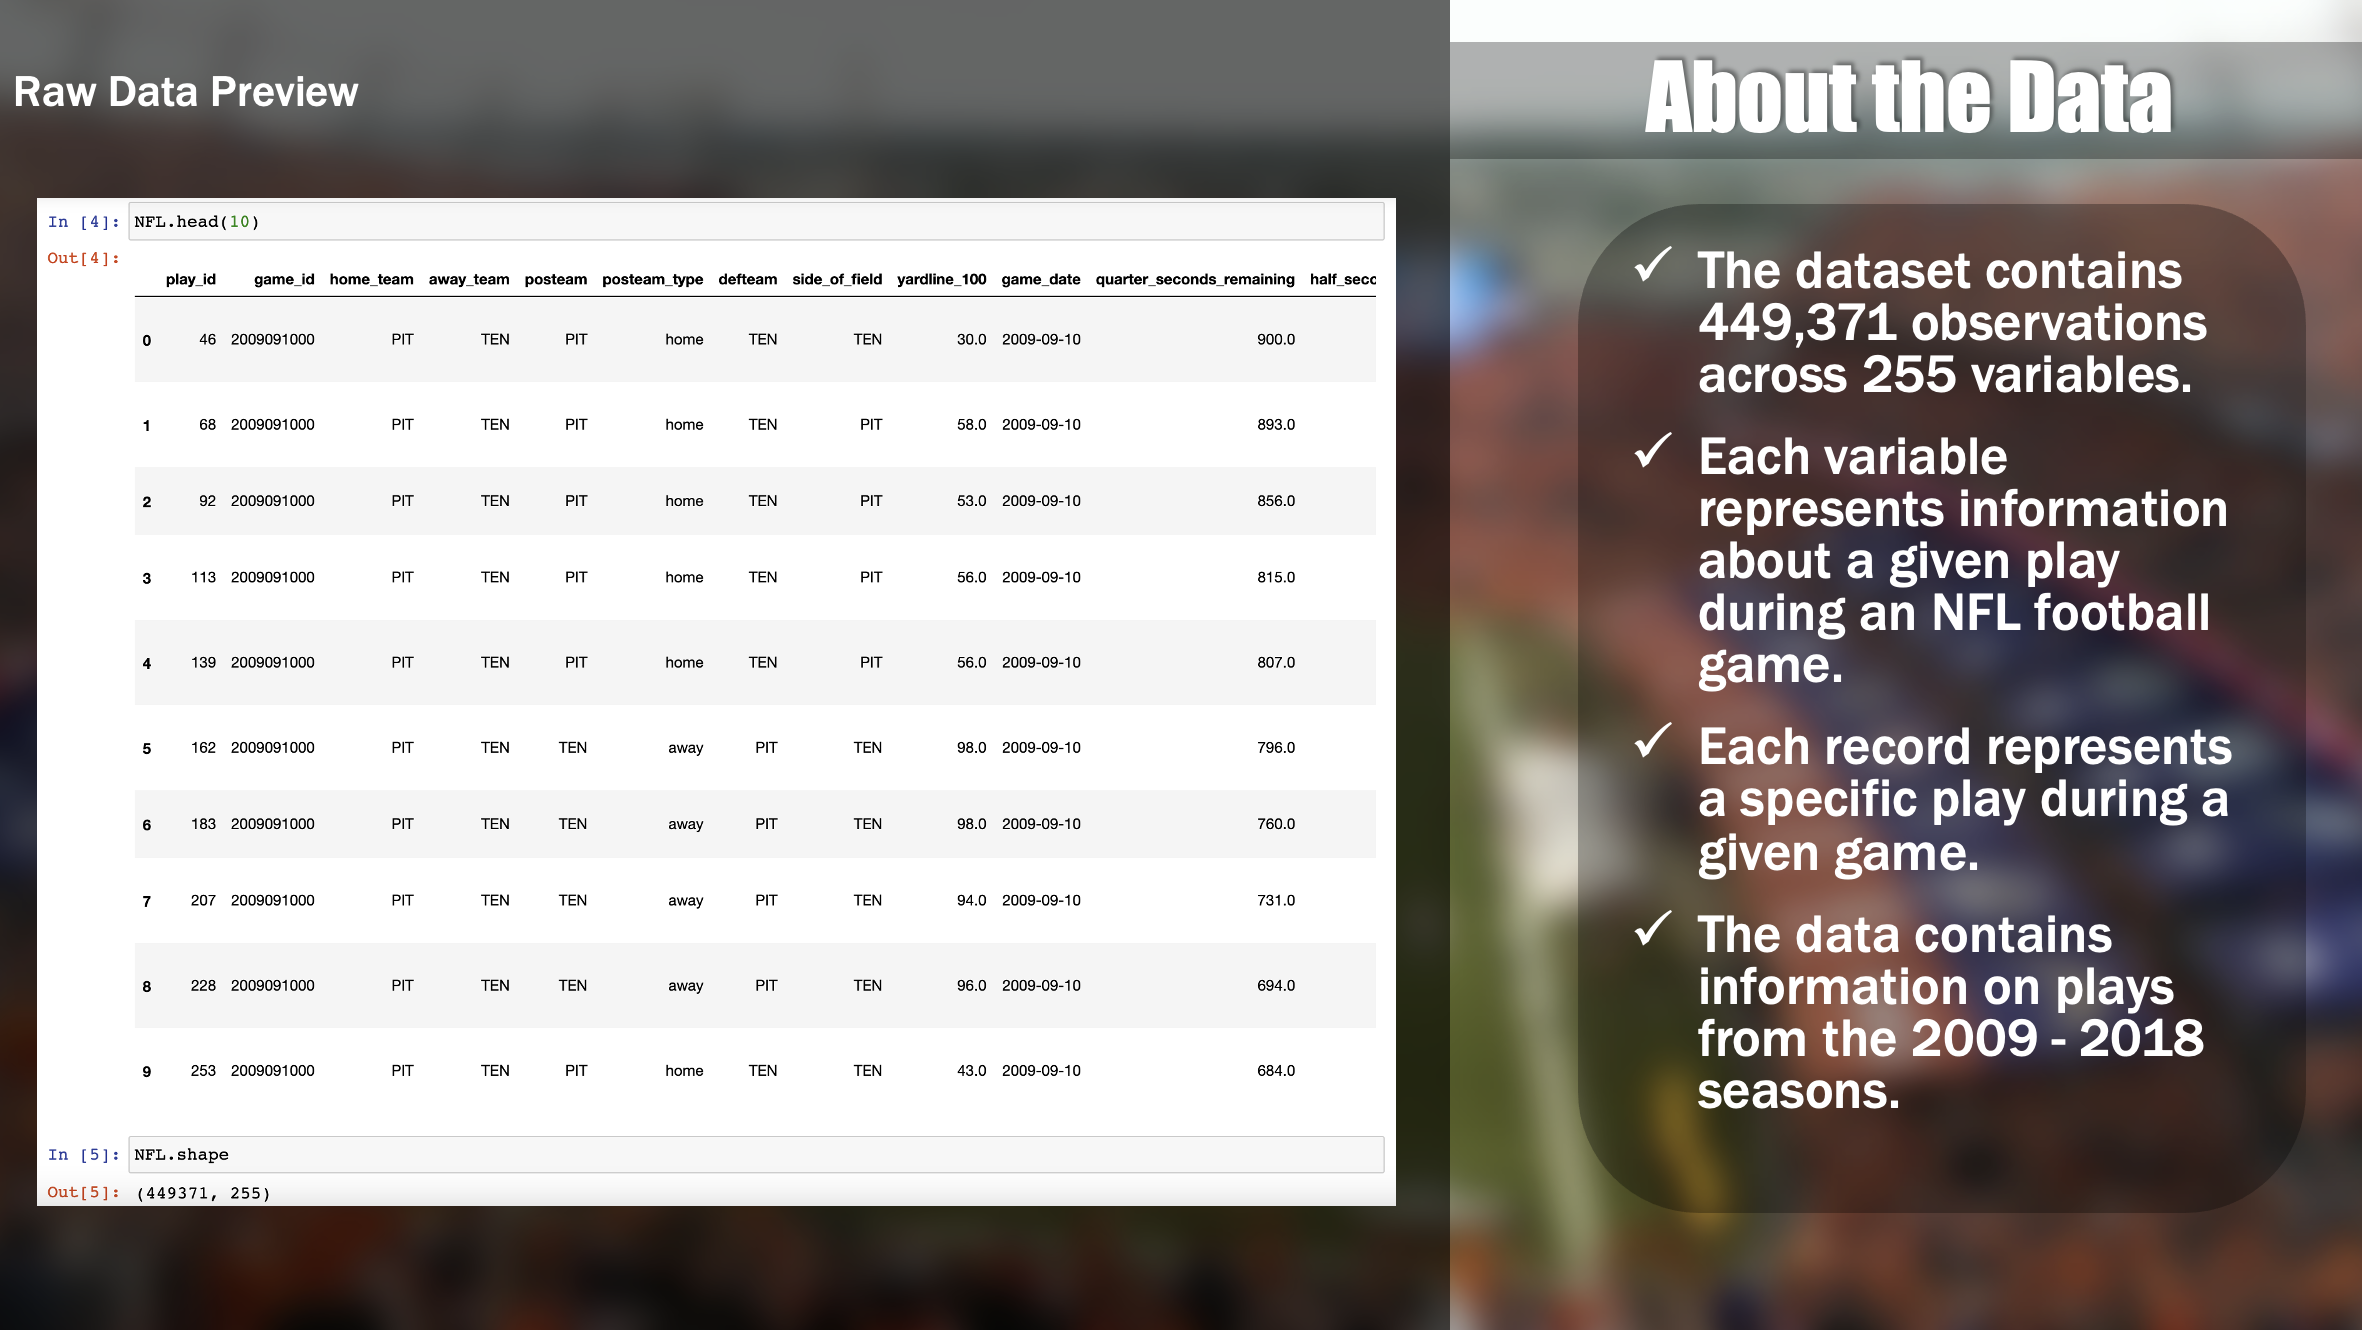 Raw Data Preview
In [4]: NFL.head(10)
Out[4]:
play_id game_id home_team away_team posteam posteam_type defteam side_of_field yardline_100 game_date quarter_seconds_remaining half_secc
0 46 2009091000 PIT TEN PIT home TEN TEN 30.0 2009-09-10 900.0
1 68 2009091000 PIT TEN PIT home TEN PIT 58.0 2009-09-10 893.0
2 92 2009091000 PIT TEN PIT home TEN PIT 53.0 2009-09-10 856.0
3 113 2009091000 PIT TEN PIT home TEN PIT 56.0 2009-09-10 815.0
4 139 2009091000 PIT TEN PIT home TEN PIT 56.0 2009-09-10 807.0
5 162 2009091000 PIT TEN TEN away PIT TEN 98.0 2009-09-10 796.0
6 183 2009091000 PIT TEN TEN away PIT TEN 98.0 2009-09-10 760.0
7 207 2009091000 PIT TEN TEN away PIT TEN 94.0 2009-09-10 731.0
8 228 2009091000 PIT TEN TEN away PIT TEN 96.0 2009-09-10 694.0
9 253 2009091000 PIT TEN PIT home TEN TEN 43.0 2009-09-10 684.0
In [5]: NFL.shape
Out[5]: (449371, 255)
About the Data
✓ The dataset contains
449,371 observations
across 255 variables.
✓ Each variable
represents information
about a given play
during an NFL football
game.
✓ Each record represents
a specific play during a
given game.
✓ The data contains
information on plays
from the 2009 - 2018
seasons.